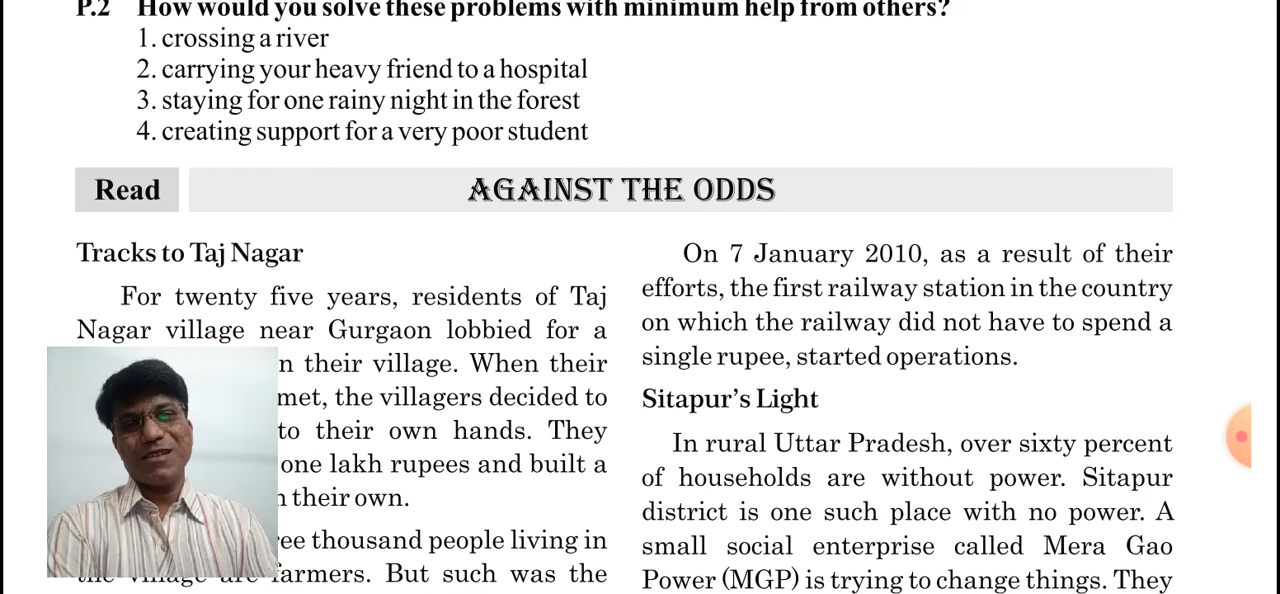 P.2 How would you solve these problems with minimum help from others?
1. crossing a river
2. carrying your heavy friend to a hospital
3. staying for one rainy night in the forest
4. creating support for a very poor student
Read
AGAINST THE ODDS
Tracks to Taj Nagar
For twenty five years, residents of Taj
Nagar village near Gurgaon lobbied for a
n their village. When their
met, the villagers decided to
to their own hands. They
one lakh rupees and built a
their own.
thousand people living in
the village are farmers. But such was the
On 7 January 2010, as a result of their
efforts, the first railway station in the country
on which the railway did not have to spend a
single rupee, started operations.
Sitapur's Light
In rural Uttar Pradesh, over sixty percent
of households are without power. Sitapur
district is one such place with no power. A
small social enterprise called Mera Gao
Power (MGP) is trying to change things. They